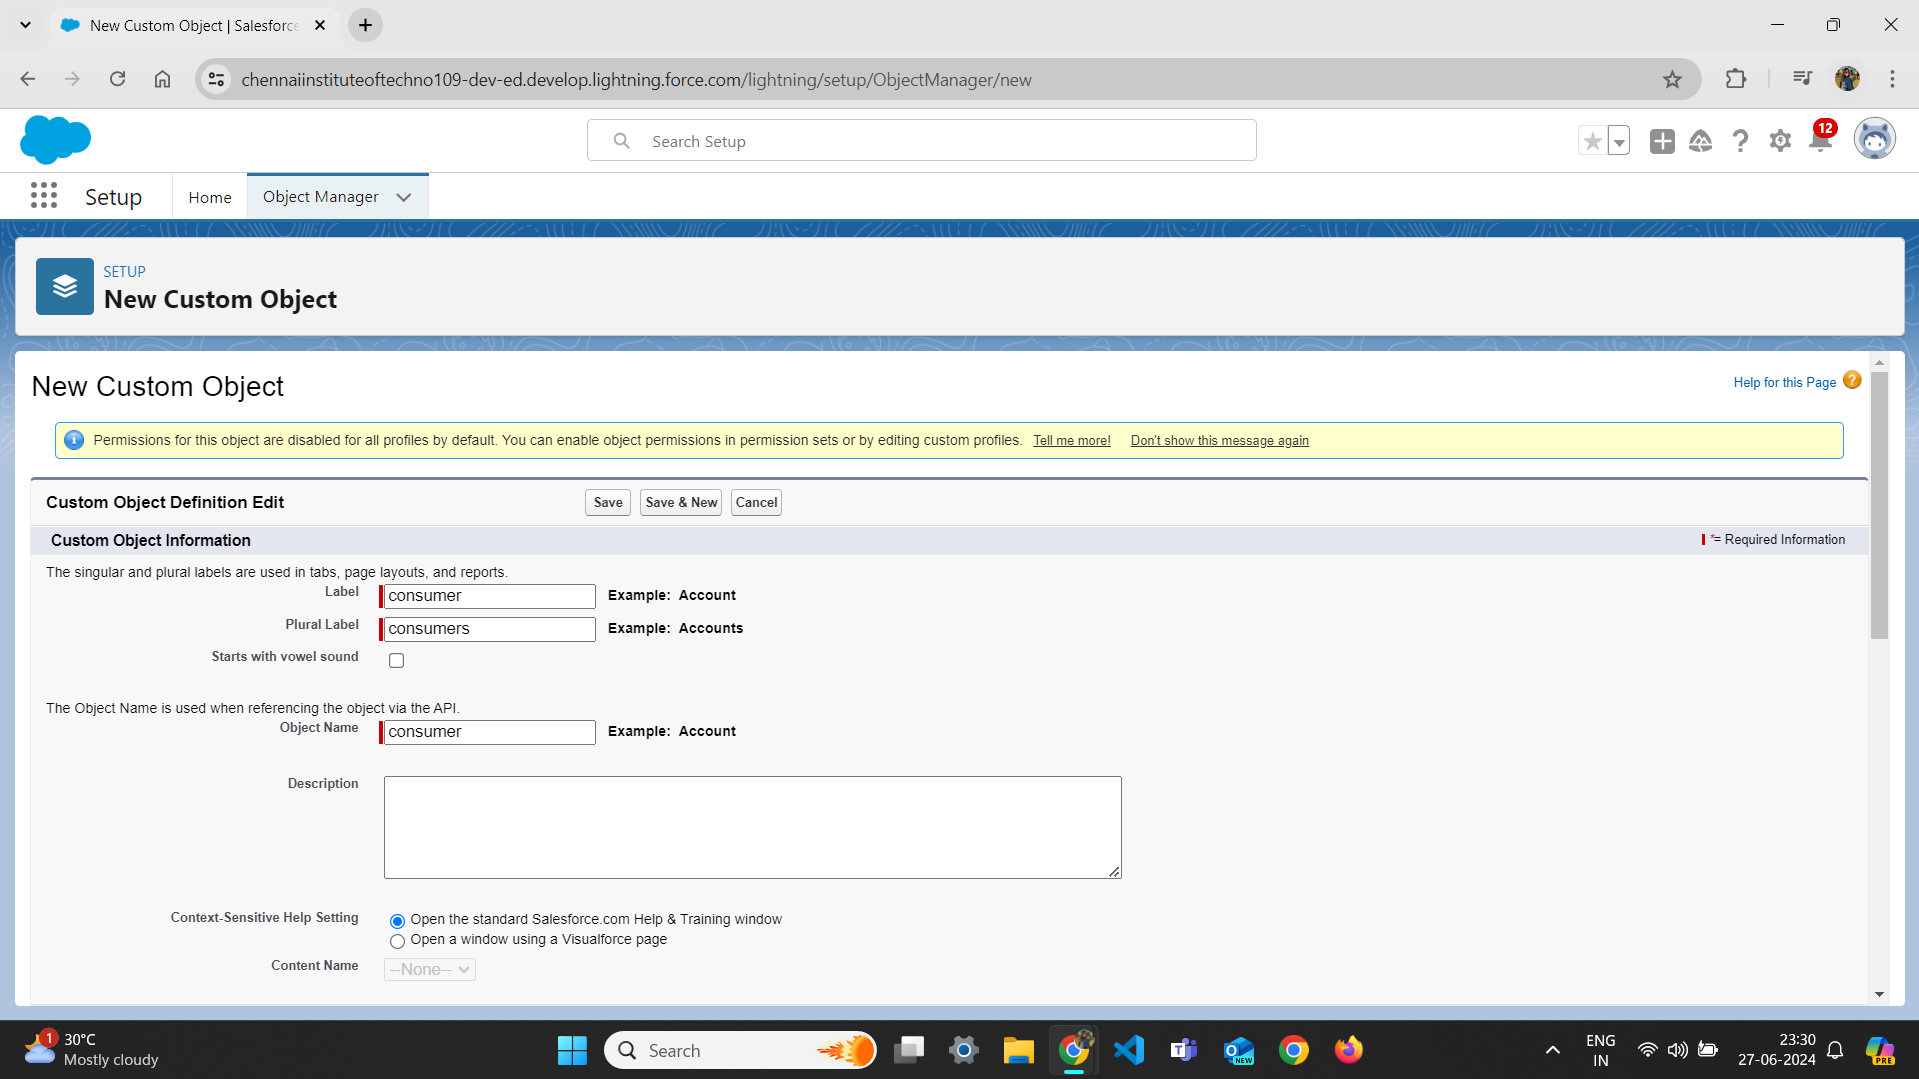 New Custom Object | Salesforce
chennaiinstituteoftechno109-dev-ed.develop.lightning.force.com/lightning/setup/ObjectManager/new
Search Setup
12
Setup
Home
Object Manager
SETUP
New Custom Object
New Custom Object
Help for this Page
Permissions for this object are disabled for all profiles by default. You can enable object permissions in permission sets or by editing custom profiles. Tell me more! Don't show this message again
Custom Object Definition Edit
Save
Save & New
Cancel
Custom Object Information
*= Required Information
The singular and plural labels are used in tabs, page layouts, and reports.
Label consumer Example: Account
Plural Label consumers Example: Accounts
Starts with vowel sound
The Object Name is used when referencing the object via the API.
Object Name consumer Example: Account
Description
Context-Sensitive Help Setting Open the standard Salesforce.com Help & Training window
Open a window using a Visualforce page
Content Name --None--
1
30°C
Mostly cloudy
Search
NEW
ENG
IN
23:30
27-06-2024
PRE